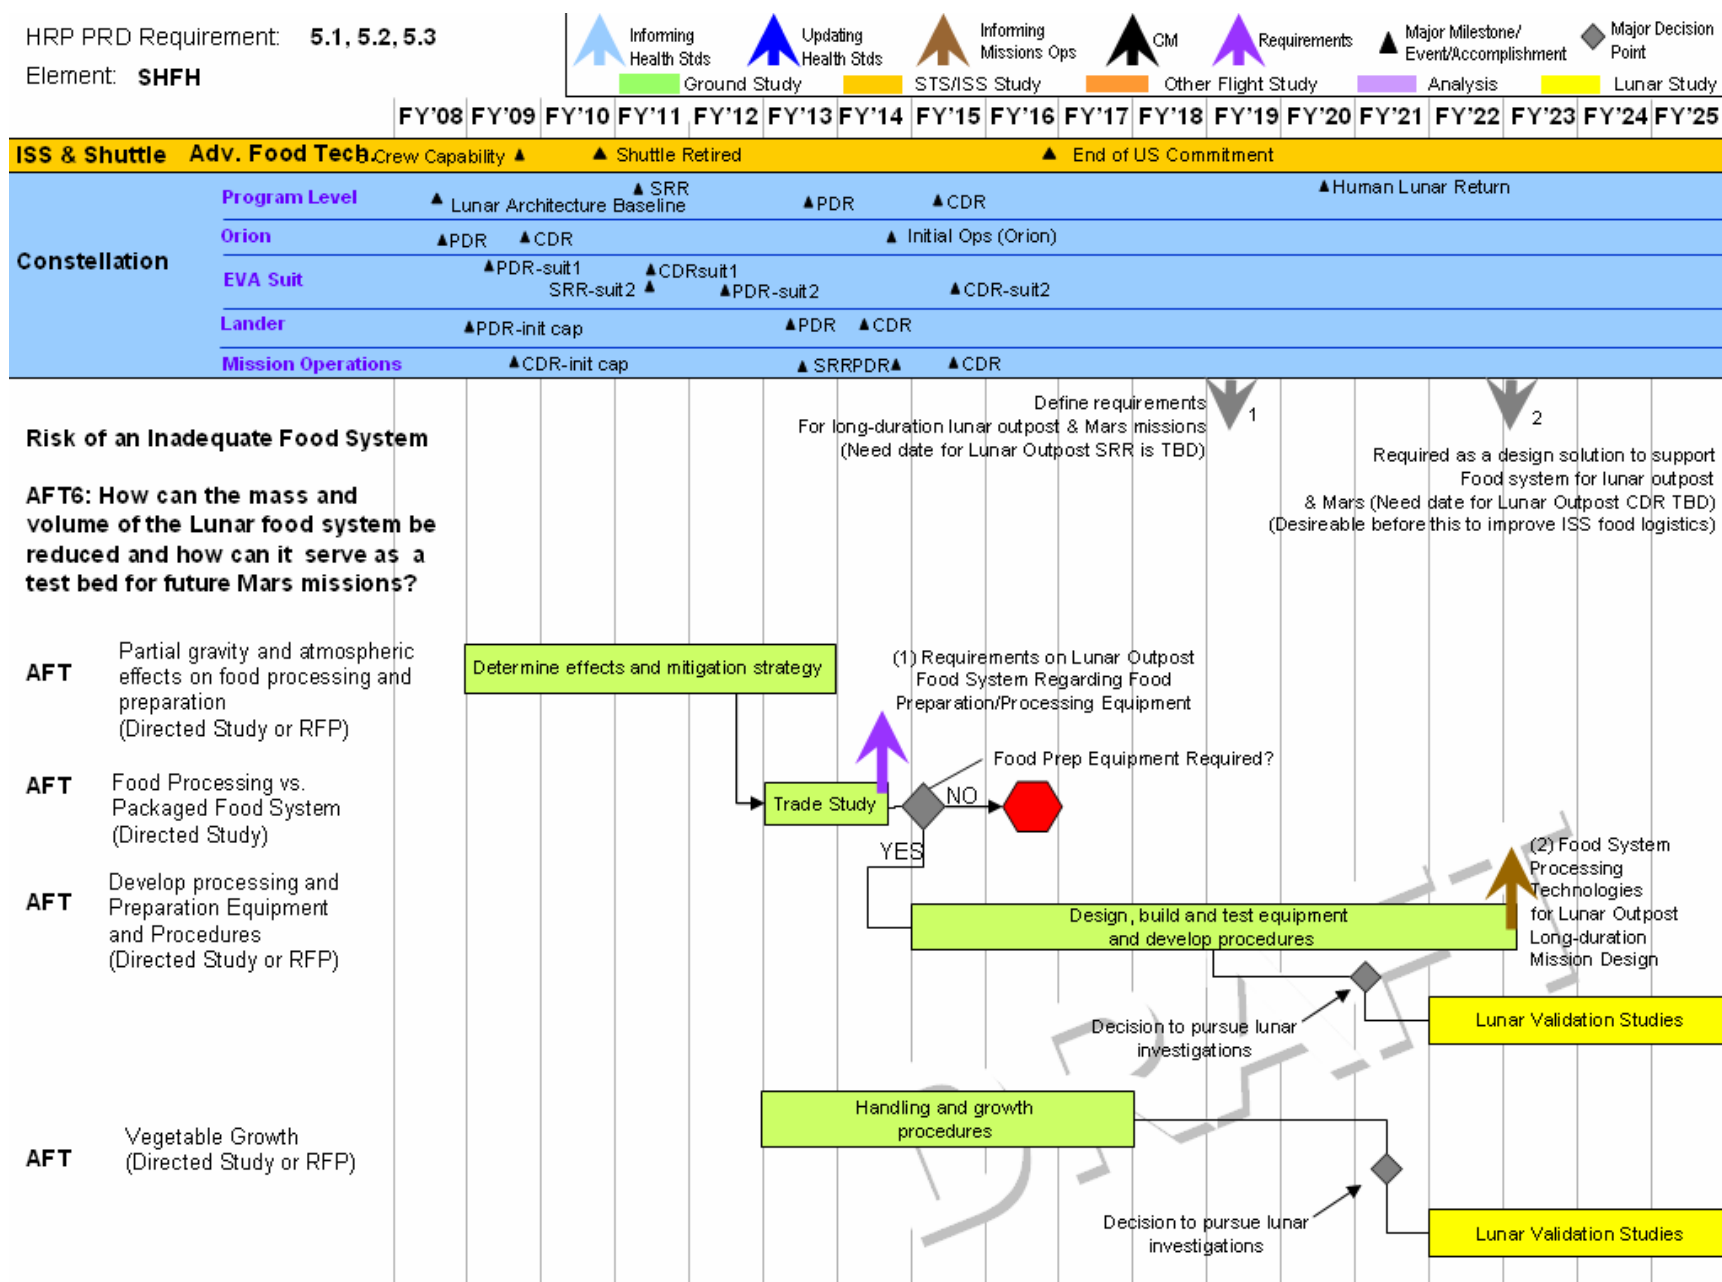 HRP PRD Requirement: 5.1, 5.2, 5.3
Element: SHFH
Informing
Health Stds
Updating
Health Stds
Informing
Missions Ops
CM
Requirements
Major Milestone/
Event/Accomplishment
Major Decision
Point
Ground Study
STS/ISS Study
Other Flight Study
Analysis
Lunar Study
FY'08 FY'09 FY'10 FY'11 FY'12 FY'13 FY'14 FY'15 FY'16 FY'17 FY'18 FY'19 FY'20 FY'21 FY'22 FY'23 FY'24 FY'25
ISS & Shuttle Adv. Food Tech. Crew Capability Shuttle Retired End of US Commitment
Constellation
Program Level
Lunar Architecture Baseline
SRR
PDR
CDR
Human Lunar Return
Orion
PDR
CDR
Initial Ops (Orion)
EVA Suit
PDR-suit1
CDRsuit1
SRR-suit2
PDR-suit2
CDR-suit2
Lander
PDR-init cap
PDR
CDR
Mission Operations
CDR-init cap
SRRPDR
CDR
Define requirements
For long-duration lunar outpost & Mars missions
(Need date for Lunar Outpost SRR is TBD)
1
2
Required as a design solution to support
Food system for lunar outpost
& Mars (Need date for Lunar Outpost CDR TBD)
(Desireable before this to improve ISS food logistics)
Risk of an Inadequate Food System
AFT6: How can the mass and
volume of the Lunar food system be
reduced and how can it serve as a
test bed for future Mars missions?
AFT
Partial gravity and atmospheric
effects on food processing and
preparation
(Directed Study or RFP)
Determine effects and mitigation strategy
(1) Requirements on Lunar Outpost
Food System Regarding Food
Preparation/Processing Equipment
AFT
Food Processing vs.
Packaged Food System
(Directed Study)
Trade Study
Food Prep Equipment Required?
NO
YES
AFT
Develop processing and
Preparation Equipment
and Procedures
(Directed Study or RFP)
Design, build and test equipment
and develop procedures
(2) Food System
Processing
Technologies
for Lunar Outpost
Long-duration
Mission Design
Decision to pursue lunar
investigations
Lunar Validation Studies
AFT
Vegetable Growth
(Directed Study or RFP)
Handling and growth
procedures
Decision to pursue lunar
investigations
Lunar Validation Studies
DRAFT